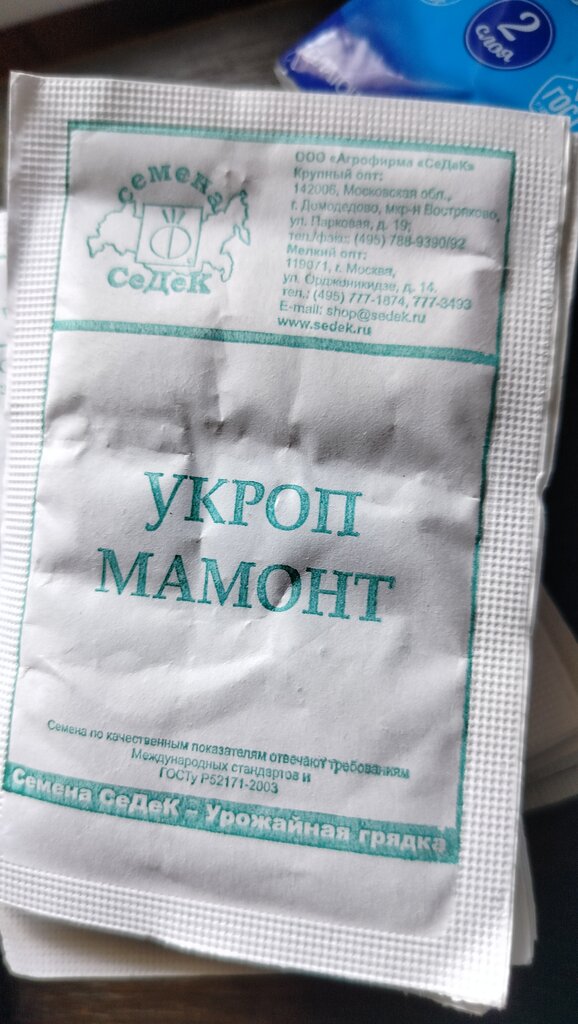 2
слоя
ГОСТ
семена
СеДеК
ООО «Агрофирма «СеДеК»
Крупный опт:
142006, Московская обл.,
г. Домодедово, мкр-н Востряково,
ул. Парковая, д. 19;
тел./факс: (495) 788-9390/92
Мелкий опт:
119071, г. Москва,
ул. Орджоникидзе, д. 14.
тел.: (495) 777-1874, 777-3493
E-mail: shop@sedek.ru
www.sedek.ru
УКРОП
МАМОНТ
Семена по качественным показателям отвечают требованиям
Международных стандартов и
ГОСТу Р52171-2003
Семена СеДеК – Урожайная грядка